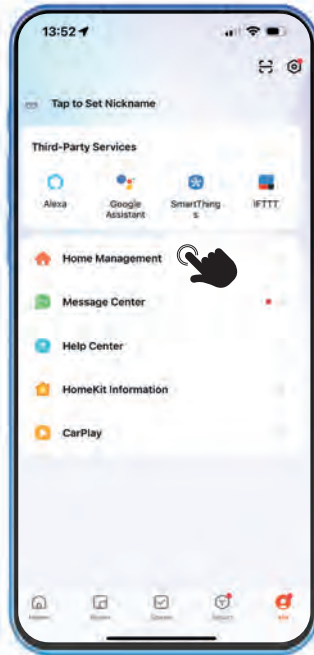 13:52
Tap to Set Nickname
Third-Party Services
Alexa
Google
Assistant
SmartThing
s
IFTTT
Home Management
Message Center
Help Center
HomeKit Information
CarPlay